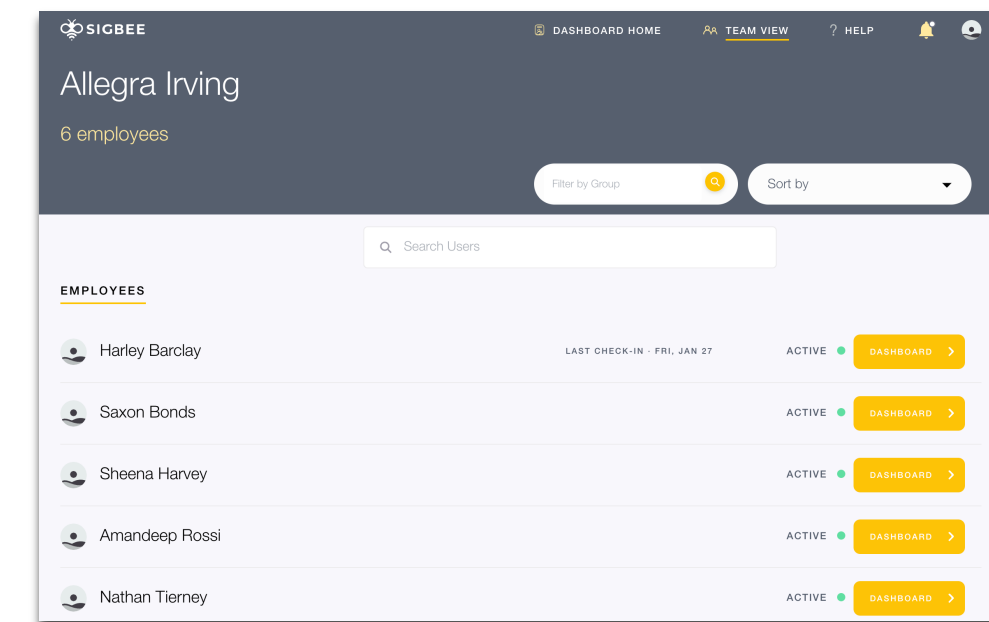 SIGBEE
DASHBOARD HOME
TEAM VIEW
? HELP
Allegra Irving
6 employees
Filter by Group
Sort by
Search Users
EMPLOYEES
Harley Barclay LAST CHECK-IN · FRI, JAN 27 ACTIVE DASHBOARD
Saxon Bonds ACTIVE DASHBOARD
Sheena Harvey ACTIVE DASHBOARD
Amandeep Rossi ACTIVE DASHBOARD
Nathan Tierney ACTIVE DASHBOARD